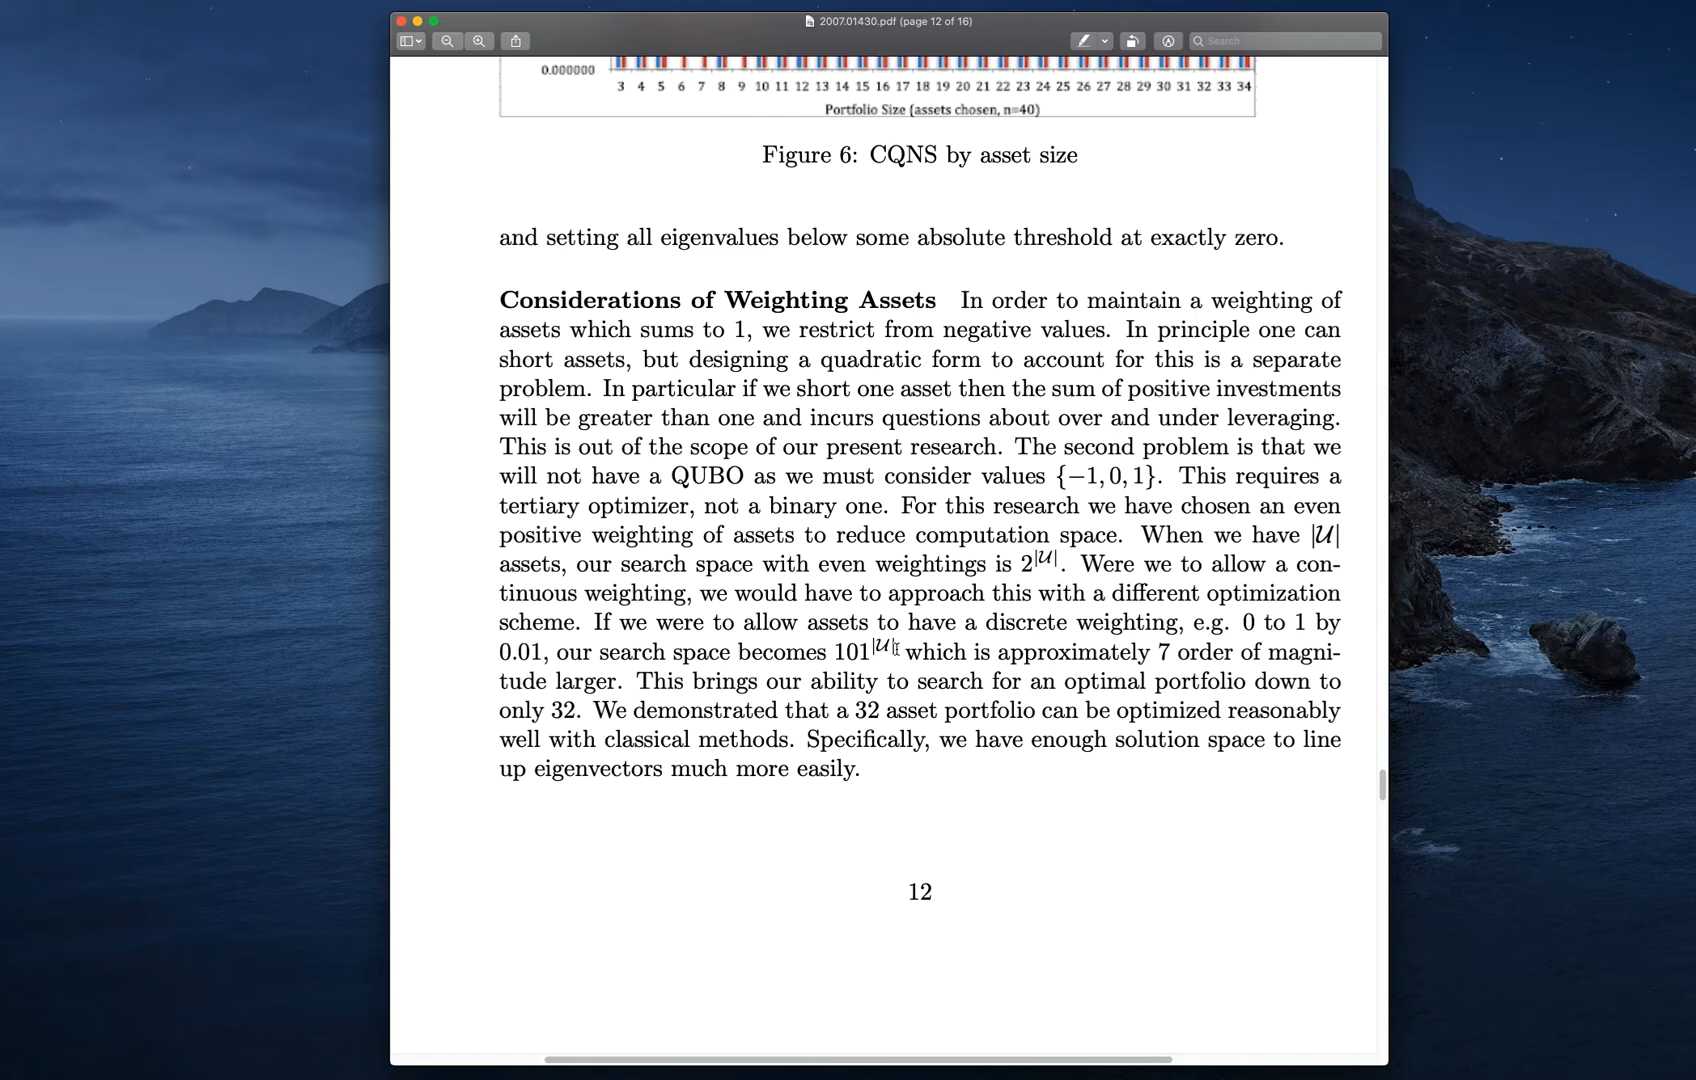 2007.01430.pdf (page 12 of 16)
Search
0.000000
3 4 5 6 7 8 9 10 11 12 13 14 15 16 17 18 19 20 21 22 23 24 25 26 27 28 29 30 31 32 33 34
Portfolio Size (assets chosen, n=40)
Figure 6: CQNS by asset size
and setting all eigenvalues below some absolute threshold at exactly zero.
Considerations of Weighting Assets In order to maintain a weighting of
assets which sums to 1, we restrict from negative values. In principle one can
short assets, but designing a quadratic form to account for this is a separate
problem. In particular if we short one asset then the sum of positive investments
will be greater than one and incurs questions about over and under leveraging.
This is out of the scope of our present research. The second problem is that we
will not have a QUBO as we must consider values {−1, 0, 1}. This requires a
tertiary optimizer, not a binary one. For this research we have chosen an even
positive weighting of assets to reduce computation space. When we have |𝒰|
assets, our search space with even weightings is 2^|𝒰|. Were we to allow a con-
tinuous weighting, we would have to approach this with a different optimization
scheme. If we were to allow assets to have a discrete weighting, e.g. 0 to 1 by
0.01, our search space becomes 101^|𝒰| which is approximately 7 order of magni-
tude larger. This brings our ability to search for an optimal portfolio down to
only 32. We demonstrated that a 32 asset portfolio can be optimized reasonably
well with classical methods. Specifically, we have enough solution space to line
up eigenvectors much more easily.
12